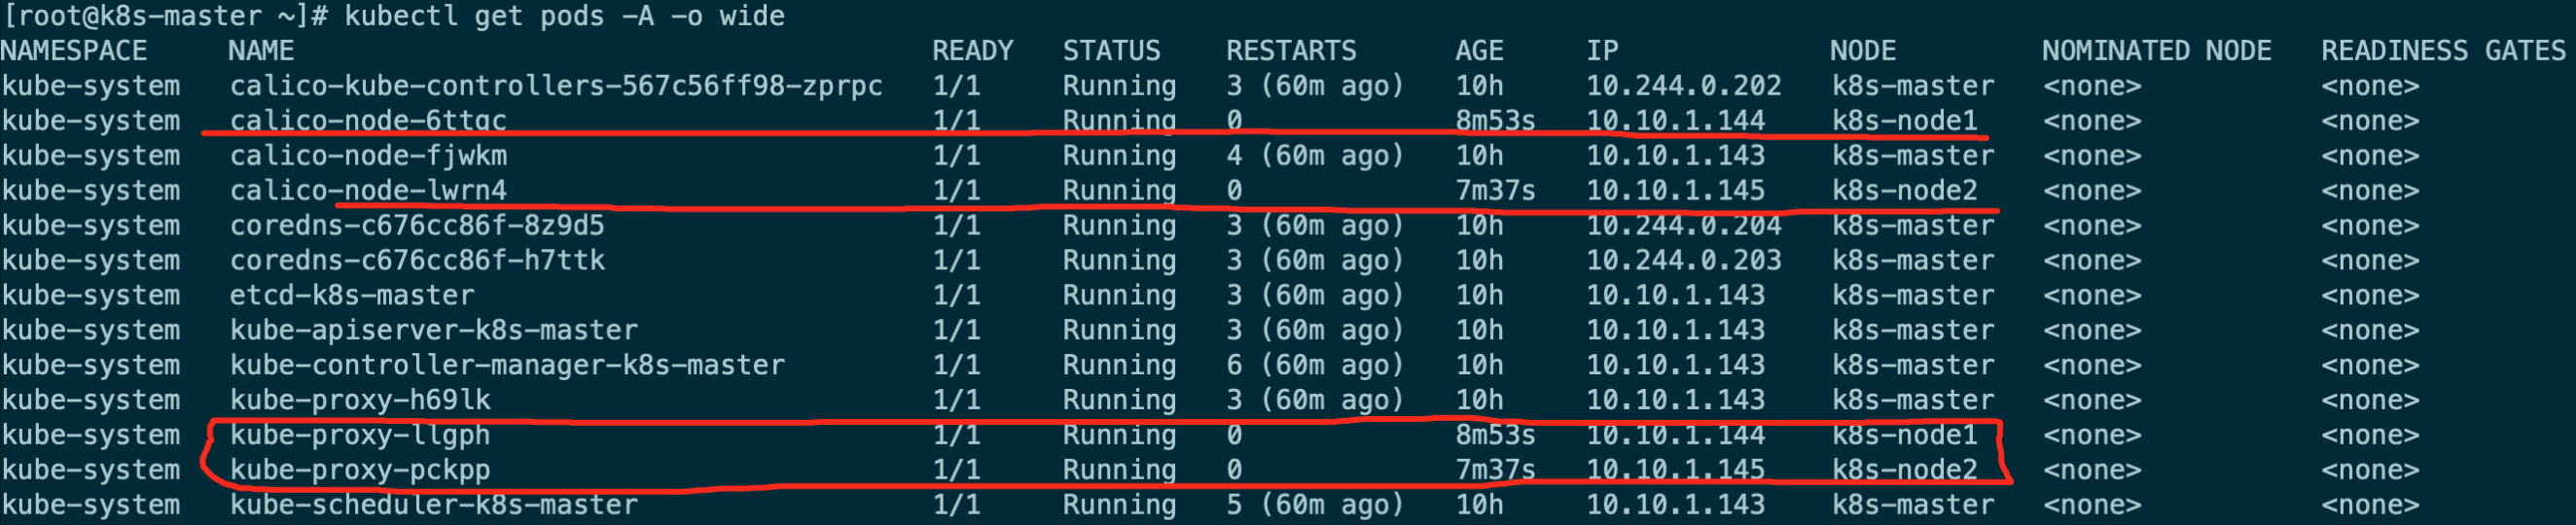 [root@k8s-master ~]# kubectl get pods -A -o wide
NAMESPACE NAME READY STATUS RESTARTS AGE IP NODE NOMINATED NODE READINESS GATES
kube-system calico-kube-controllers-567c56ff98-zprpc 1/1 Running 3 (60m ago) 10h 10.244.0.202 k8s-master <none> <none>
kube-system calico-node-6ttgc 1/1 Running 0 8m53s 10.10.1.144 k8s-node1 <none> <none>
kube-system calico-node-fjwkm 1/1 Running 4 (60m ago) 10h 10.10.1.143 k8s-master <none> <none>
kube-system calico-node-lwrn4 1/1 Running 0 7m37s 10.10.1.145 k8s-node2 <none> <none>
kube-system coredns-c676cc86f-8z9d5 1/1 Running 3 (60m ago) 10h 10.244.0.204 k8s-master <none> <none>
kube-system coredns-c676cc86f-h7ttk 1/1 Running 3 (60m ago) 10h 10.244.0.203 k8s-master <none> <none>
kube-system etcd-k8s-master 1/1 Running 3 (60m ago) 10h 10.10.1.143 k8s-master <none> <none>
kube-system kube-apiserver-k8s-master 1/1 Running 3 (60m ago) 10h 10.10.1.143 k8s-master <none> <none>
kube-system kube-controller-manager-k8s-master 1/1 Running 6 (60m ago) 10h 10.10.1.143 k8s-master <none> <none>
kube-system kube-proxy-h69lk 1/1 Running 3 (60m ago) 10h 10.10.1.143 k8s-master <none> <none>
kube-system kube-proxy-llgph 1/1 Running 0 8m53s 10.10.1.144 k8s-node1 <none> <none>
kube-system kube-proxy-pckpp 1/1 Running 0 7m37s 10.10.1.145 k8s-node2 <none> <none>
kube-system kube-scheduler-k8s-master 1/1 Running 5 (60m ago) 10h 10.10.1.143 k8s-master <none> <none>